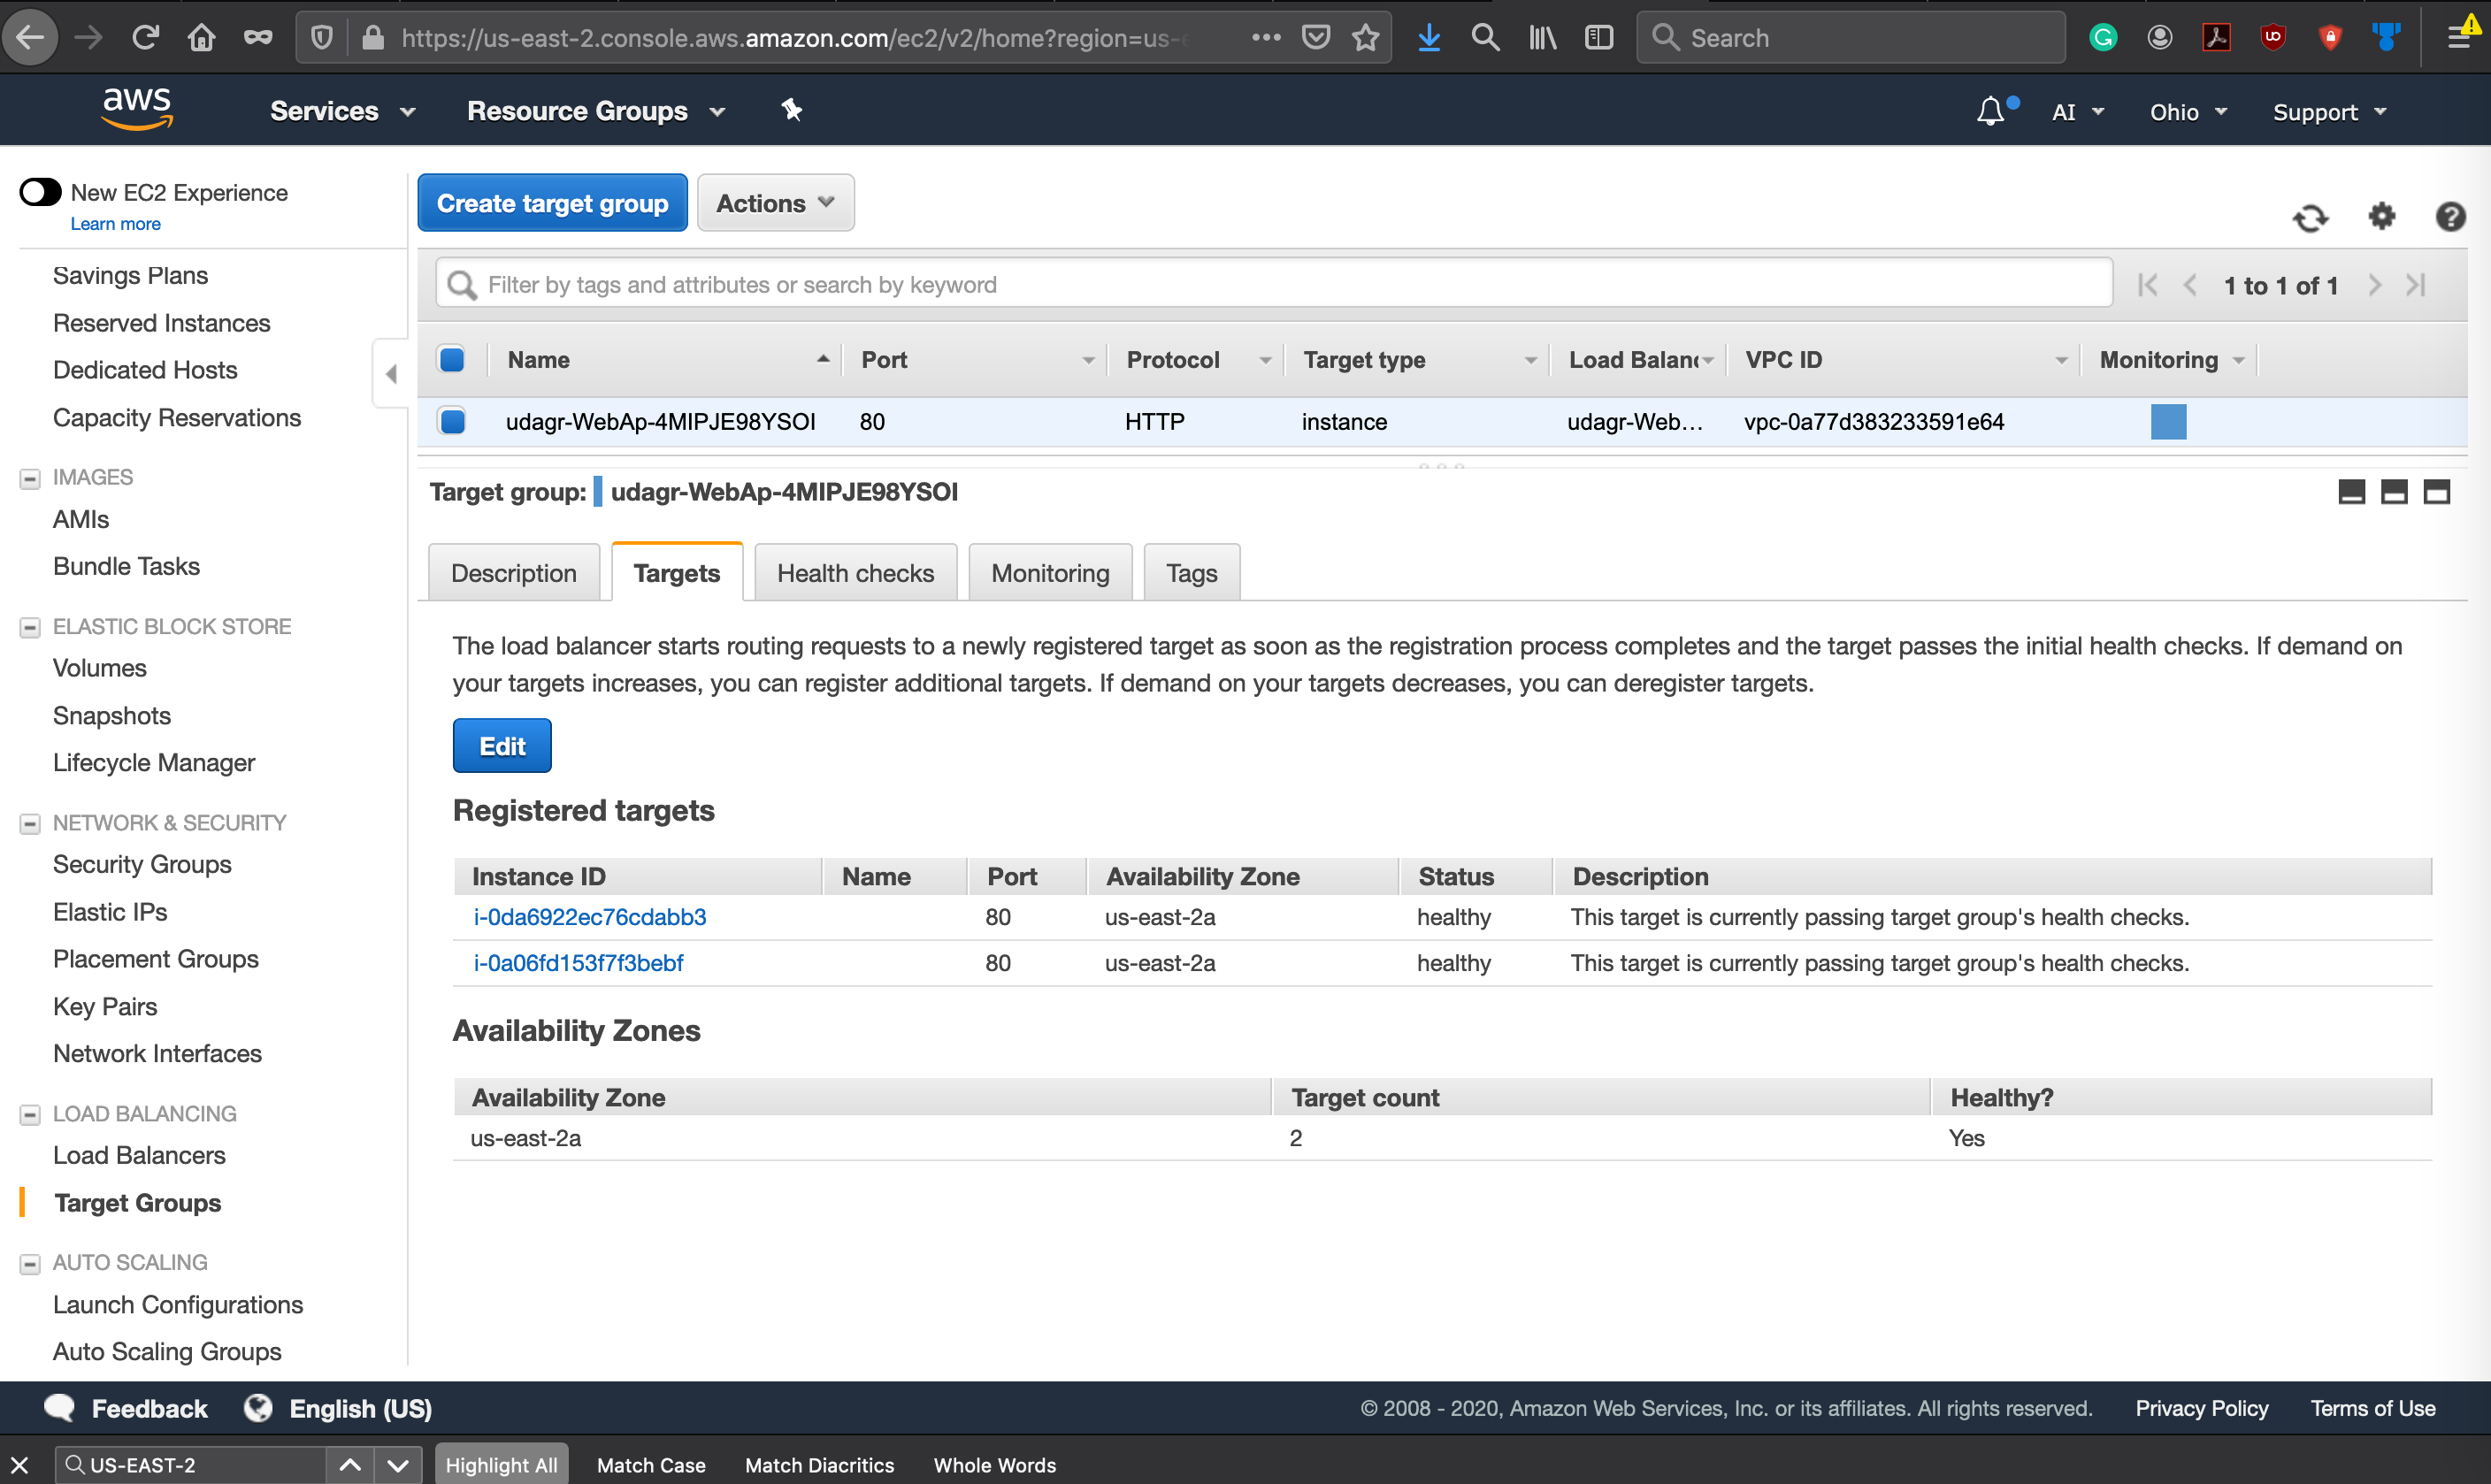 https://us-east-2.console.aws.amazon.com/ec2/v2/home?region=us-
Search
aws
Services
Resource Groups
AI
Ohio
Support
New EC2 Experience
Learn more
Savings Plans
Reserved Instances
Dedicated Hosts
Capacity Reservations
IMAGES
AMIs
Bundle Tasks
ELASTIC BLOCK STORE
Volumes
Snapshots
Lifecycle Manager
NETWORK & SECURITY
Security Groups
Elastic IPs
Placement Groups
Key Pairs
Network Interfaces
LOAD BALANCING
Load Balancers
Target Groups
AUTO SCALING
Launch Configurations
Auto Scaling Groups
Create target group
Actions
Filter by tags and attributes or search by keyword
1 to 1 of 1
Name Port Protocol Target type Load Balanc VPC ID Monitoring
udagr-WebAp-4MIPJE98YSOI 80 HTTP instance udagr-Web... vpc-0a77d383233591e64
Target group: udagr-WebAp-4MIPJE98YSOI
Description Targets Health checks Monitoring Tags
The load balancer starts routing requests to a newly registered target as soon as the registration process completes and the target passes the initial health checks. If demand on
your targets increases, you can register additional targets. If demand on your targets decreases, you can deregister targets.
Edit
Registered targets
Instance ID Name Port Availability Zone Status Description
i-0da6922ec76cdabb3 80 us-east-2a healthy This target is currently passing target group's health checks.
i-0a06fd153f7f3bebf 80 us-east-2a healthy This target is currently passing target group's health checks.
Availability Zones
Availability Zone Target count Healthy?
us-east-2a 2 Yes
Feedback
English (US)
© 2008 - 2020, Amazon Web Services, Inc. or its affiliates. All rights reserved.
Privacy Policy
Terms of Use
US-EAST-2
Highlight All
Match Case
Match Diacritics
Whole Words